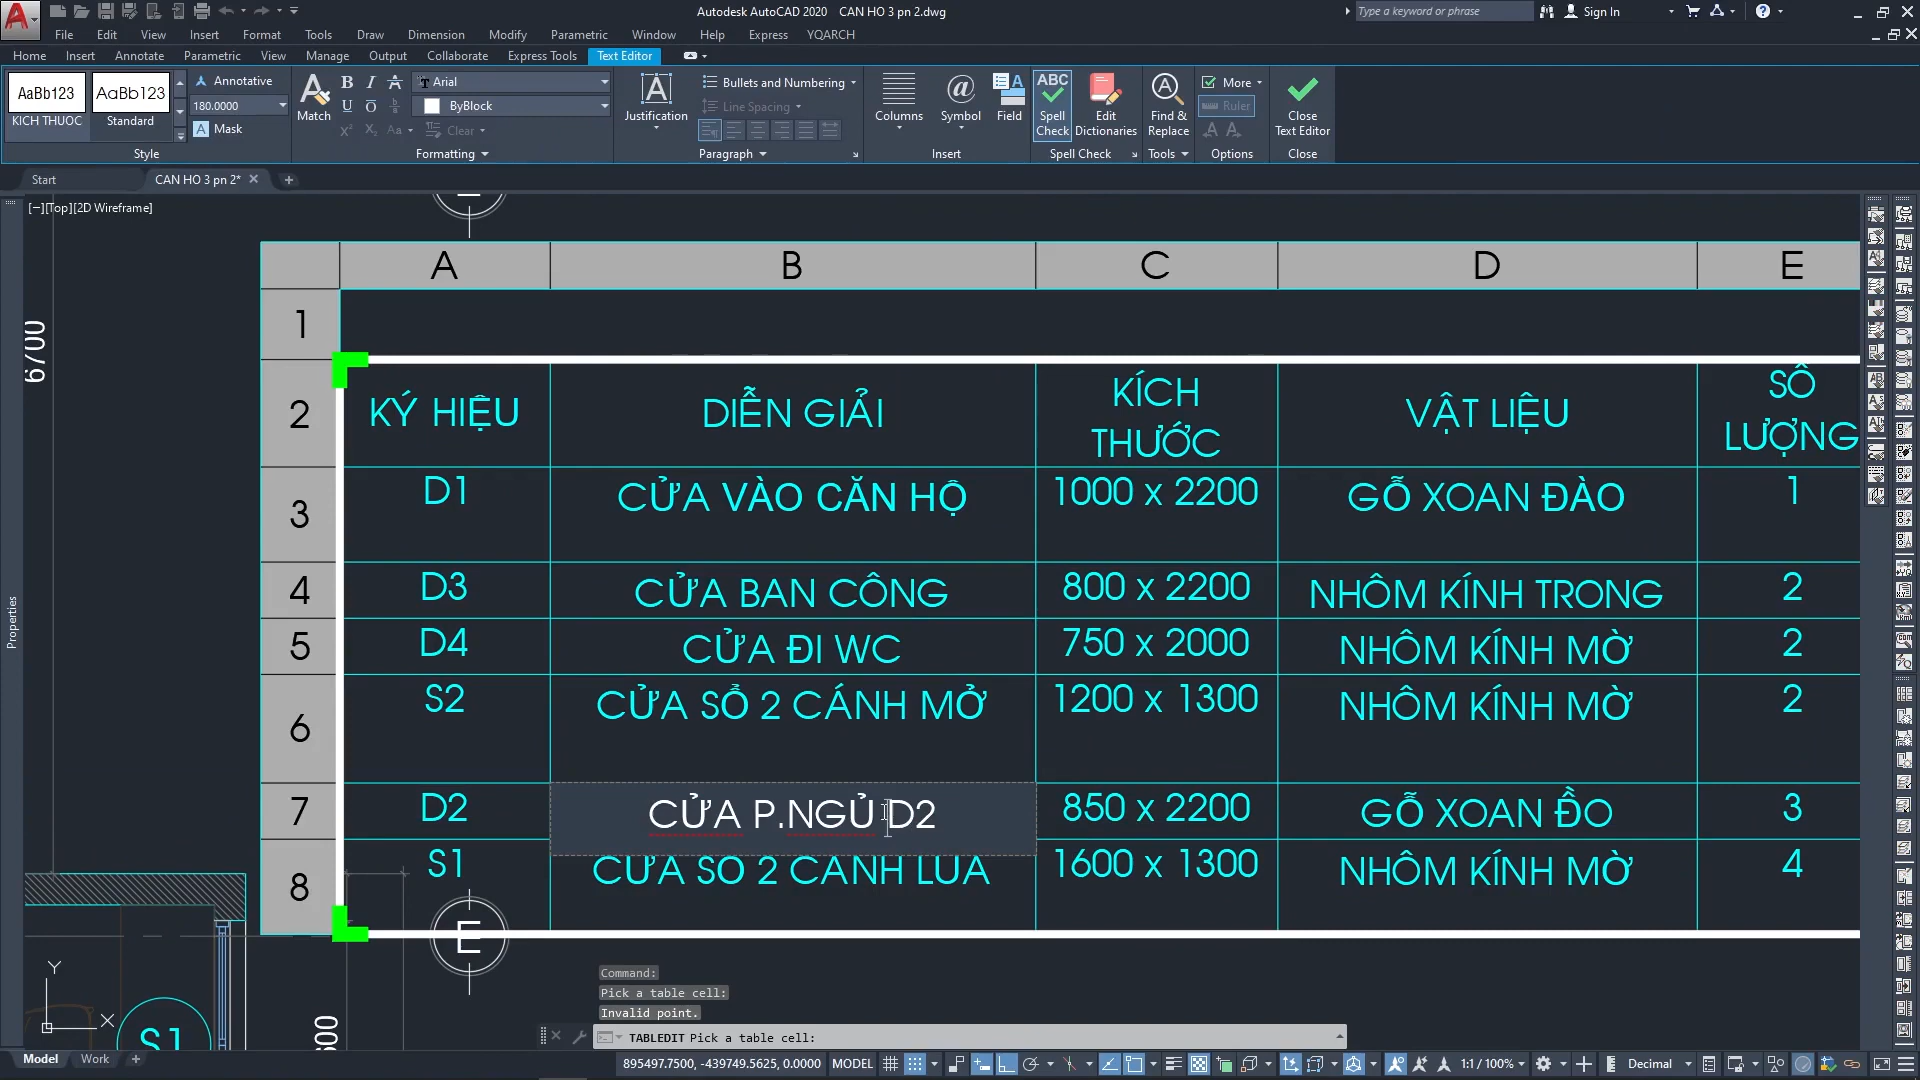 Autodesk AutoCAD 2020 CAN HO 3 pn 2.dwg
Type a keyword or phrase
Sign In
File Edit View Insert Format Tools Draw Dimension Modify Parametric Window Help Express YQARCH
Home Insert Annotate Parametric View Manage Output Collaborate Express Tools Text Editor
AaBb123 AaBb123
KICH THUOC Standard
Annotative
180.0000
Mask
Style
Match
Arial
ByBlock
Clear
Formatting
Justification
Bullets and Numbering
Line Spacing
Paragraph
Columns Symbol Field
Insert
ABC
Spell Check
Edit Dictionaries
Spell Check
Find & Replace
Tools
More
Ruler
Options
Close Text Editor
Close
Start CAN HO 3 pn 2*
[−][Top][2D Wireframe]
Properties
6700
A B C D E
1
2 KÝ HIỆU DIỄN GIẢI KÍCH THƯỚC VẬT LIỆU SỐ LƯỢNG
3 D1 CỬA VÀO CĂN HỘ 1000 x 2200 GỖ XOAN ĐÀO 1
4 D3 CỬA BAN CÔNG 800 x 2200 NHÔM KÍNH TRONG 2
5 D4 CỬA ĐI WC 750 x 2000 NHÔM KÍNH MỜ 2
6 S2 CỬA SỔ 2 CÁNH MỞ 1200 x 1300 NHÔM KÍNH MỜ 2
7 D2 CỬA P.NGỦ D2 850 x 2200 GỖ XOAN ĐỒO 3
8 S1 CỬA SỔ 2 CÁNH LÙA 1600 x 1300 NHÔM KÍNH MỜ 4
E
Y
X
S1
Command:
Pick a table cell:
Invalid point.
TABLEDIT Pick a table cell:
Model Work
895497.7500, -439749.5625, 0.0000 MODEL
1:1 / 100%
Decimal